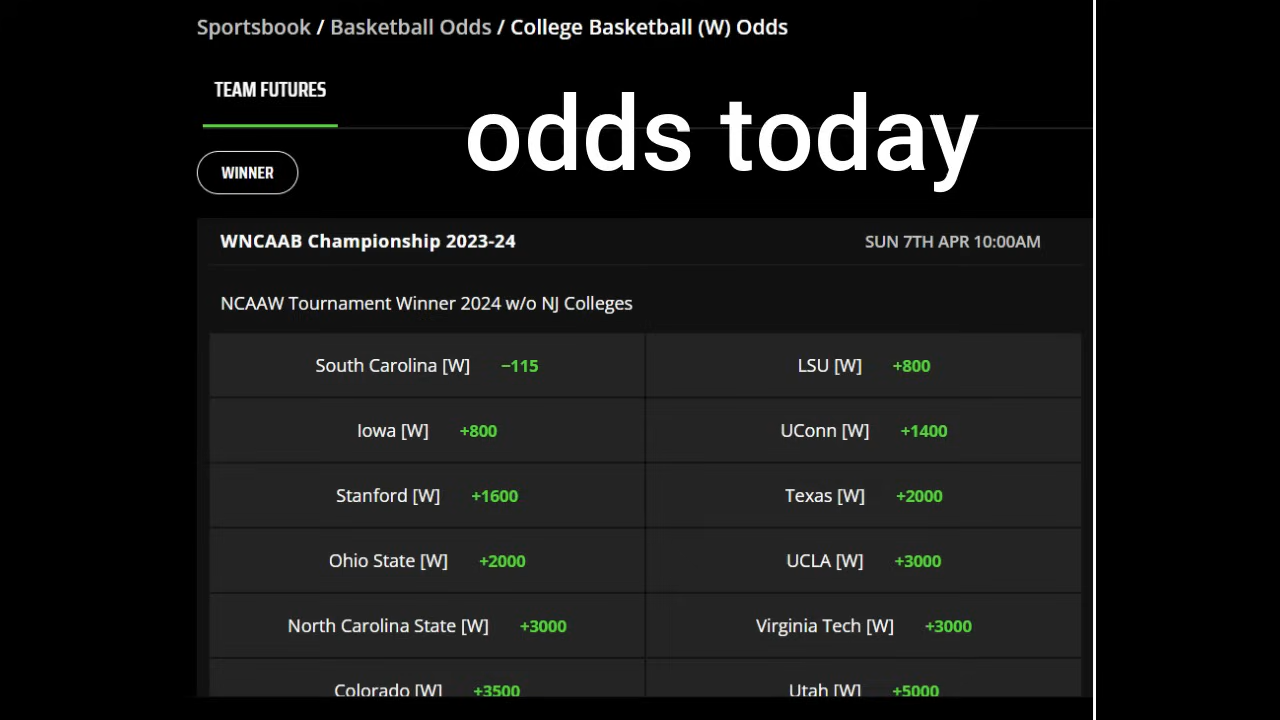 Sportsbook / Basketball Odds / College Basketball (W) Odds
TEAM FUTURES
odds today
WINNER
WNCAAB Championship 2023-24 SUN 7TH APR 10:00AM
NCAAW Tournament Winner 2024 w/o NJ Colleges
South Carolina [W] −115 LSU [W] +800
Iowa [W] +800 UConn [W] +1400
Stanford [W] +1600 Texas [W] +2000
Ohio State [W] +2000 UCLA [W] +3000
North Carolina State [W] +3000 Virginia Tech [W] +3000
Colorado [W] +3500 Utah [W] +5000